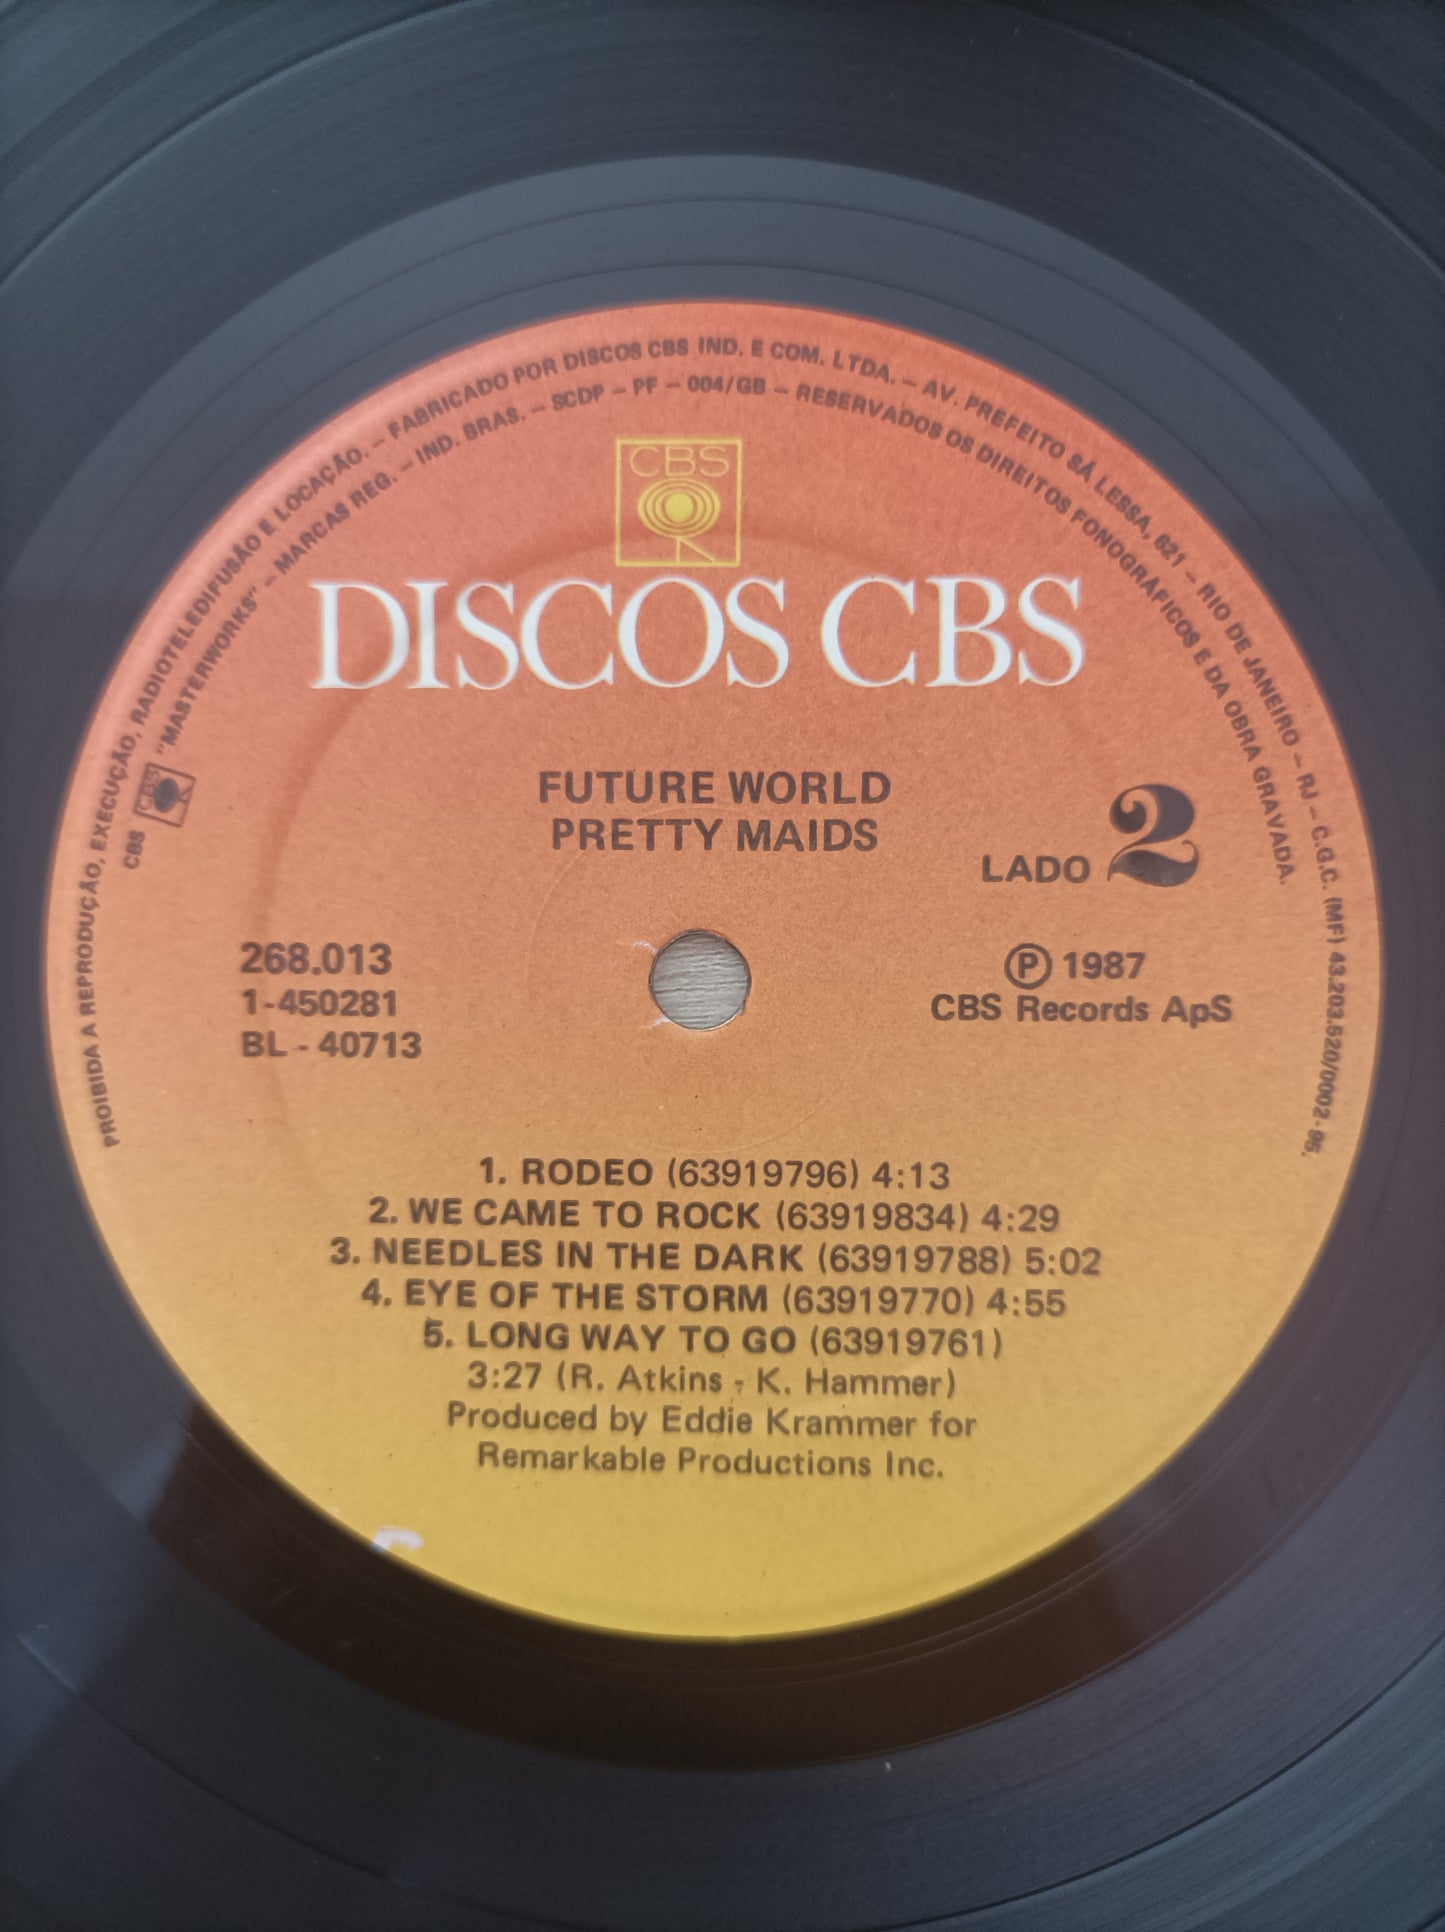 PROIBIDA A REPRODUÇÃO, EXECUÇÃO, RADIOTELEDIFUSÃO E LOCAÇÃO. – FABRICADO POR DISCOS CBS IND. E COM. LTDA. – AV. PREFEITO SÁ LESSA, 621 – RIO DE JANEIRO – RJ – C.G.C. (MF) 43.203.520/0002-95.
CBS CBS "MASTERWORKS" – MARCAS REG. – IND. BRAS. – SCDP – PF – 004/GB – RESERVADOS OS DIREITOS FONOGRÁFICOS E DA OBRA GRAVADA.
CBS
DISCOS CBS
FUTURE WORLD
PRETTY MAIDS
LADO 2
268.013
1-450281
BL - 40713
℗ 1987
CBS Records ApS
1. RODEO (63919796) 4:13
2. WE CAME TO ROCK (63919834) 4:29
3. NEEDLES IN THE DARK (63919788) 5:02
4. EYE OF THE STORM (63919770) 4:55
5. LONG WAY TO GO (63919761)
3:27 (R. Atkins - K. Hammer)
Produced by Eddie Krammer for
Remarkable Productions Inc.